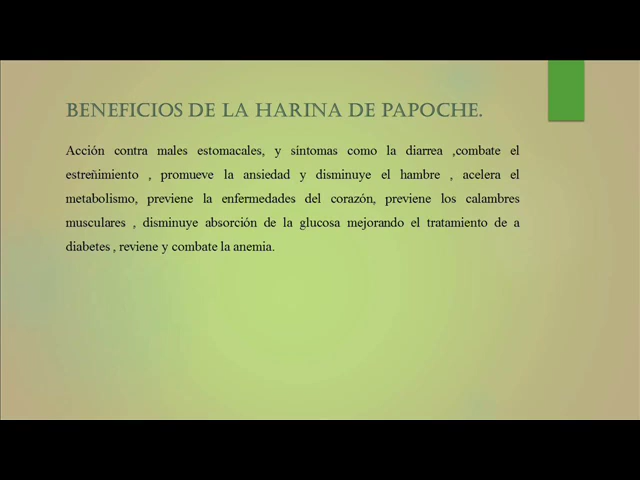 BENEFICIOS DE LA HARINA DE PAPOCHE.
Acción contra males estomacales, y síntomas como la diarrea ,combate el
estreñimiento , promueve la ansiedad y disminuye el hambre , acelera el
metabolismo, previene la enfermedades del corazón, previene los calambres
musculares , disminuye absorción de la glucosa mejorando el tratamiento de a
diabetes , reviene y combate la anemia.